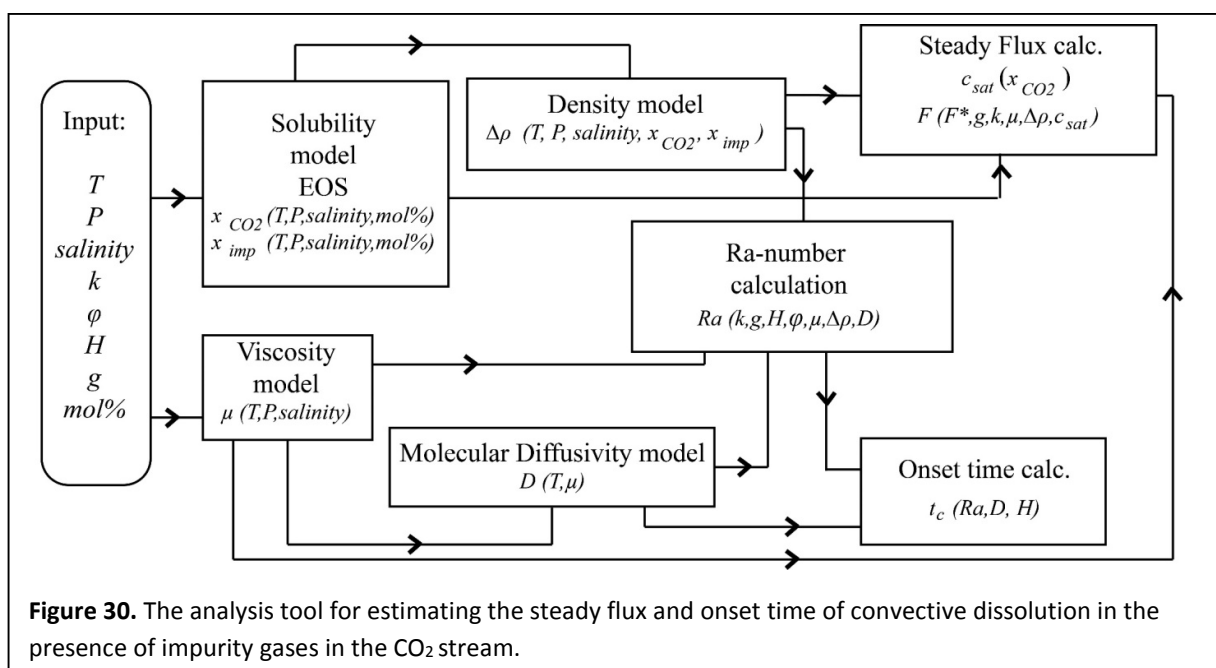 Input:
T
P
salinity
k
φ
H
g
mol%
Solubility
model
EOS
x CO2 (T,P,salinity,mol%)
x imp (T,P,salinity,mol%)
Density model
Δρ (T, P, salinity, x CO2, x imp)
Steady Flux calc.
c sat (x CO2)
F (F*,g,k,μ,Δρ,c sat)
Ra-number
calculation
Ra (k,g,H,φ,μ,Δρ,D)
Viscosity
model
μ (T,P,salinity)
Molecular Diffusivity model
D (T,μ)
Onset time calc.
t c (Ra,D, H)
Figure 30. The analysis tool for estimating the steady flux and onset time of convective dissolution in the
presence of impurity gases in the CO2 stream.